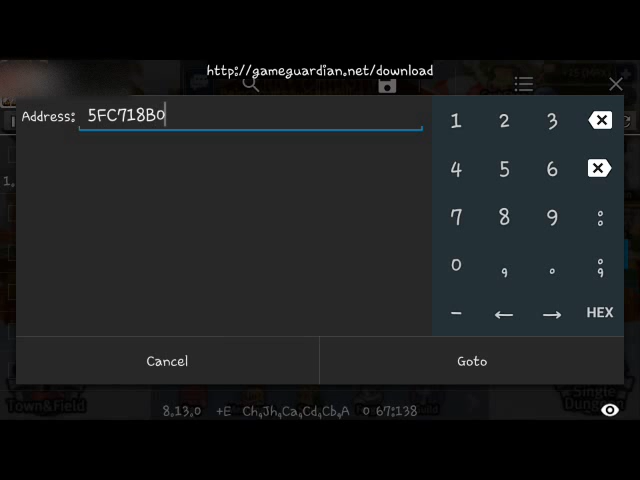 http://gameguardian.net/download
Address: 5FC718B0
1 2 3
4 5 6
7 8 9 :
0 , . ;
- ← → HEX
Cancel Goto
Town&Field
Single
8,13,0 +E Ch,Jh,Ca,Cd,Cb,A 0 67:138